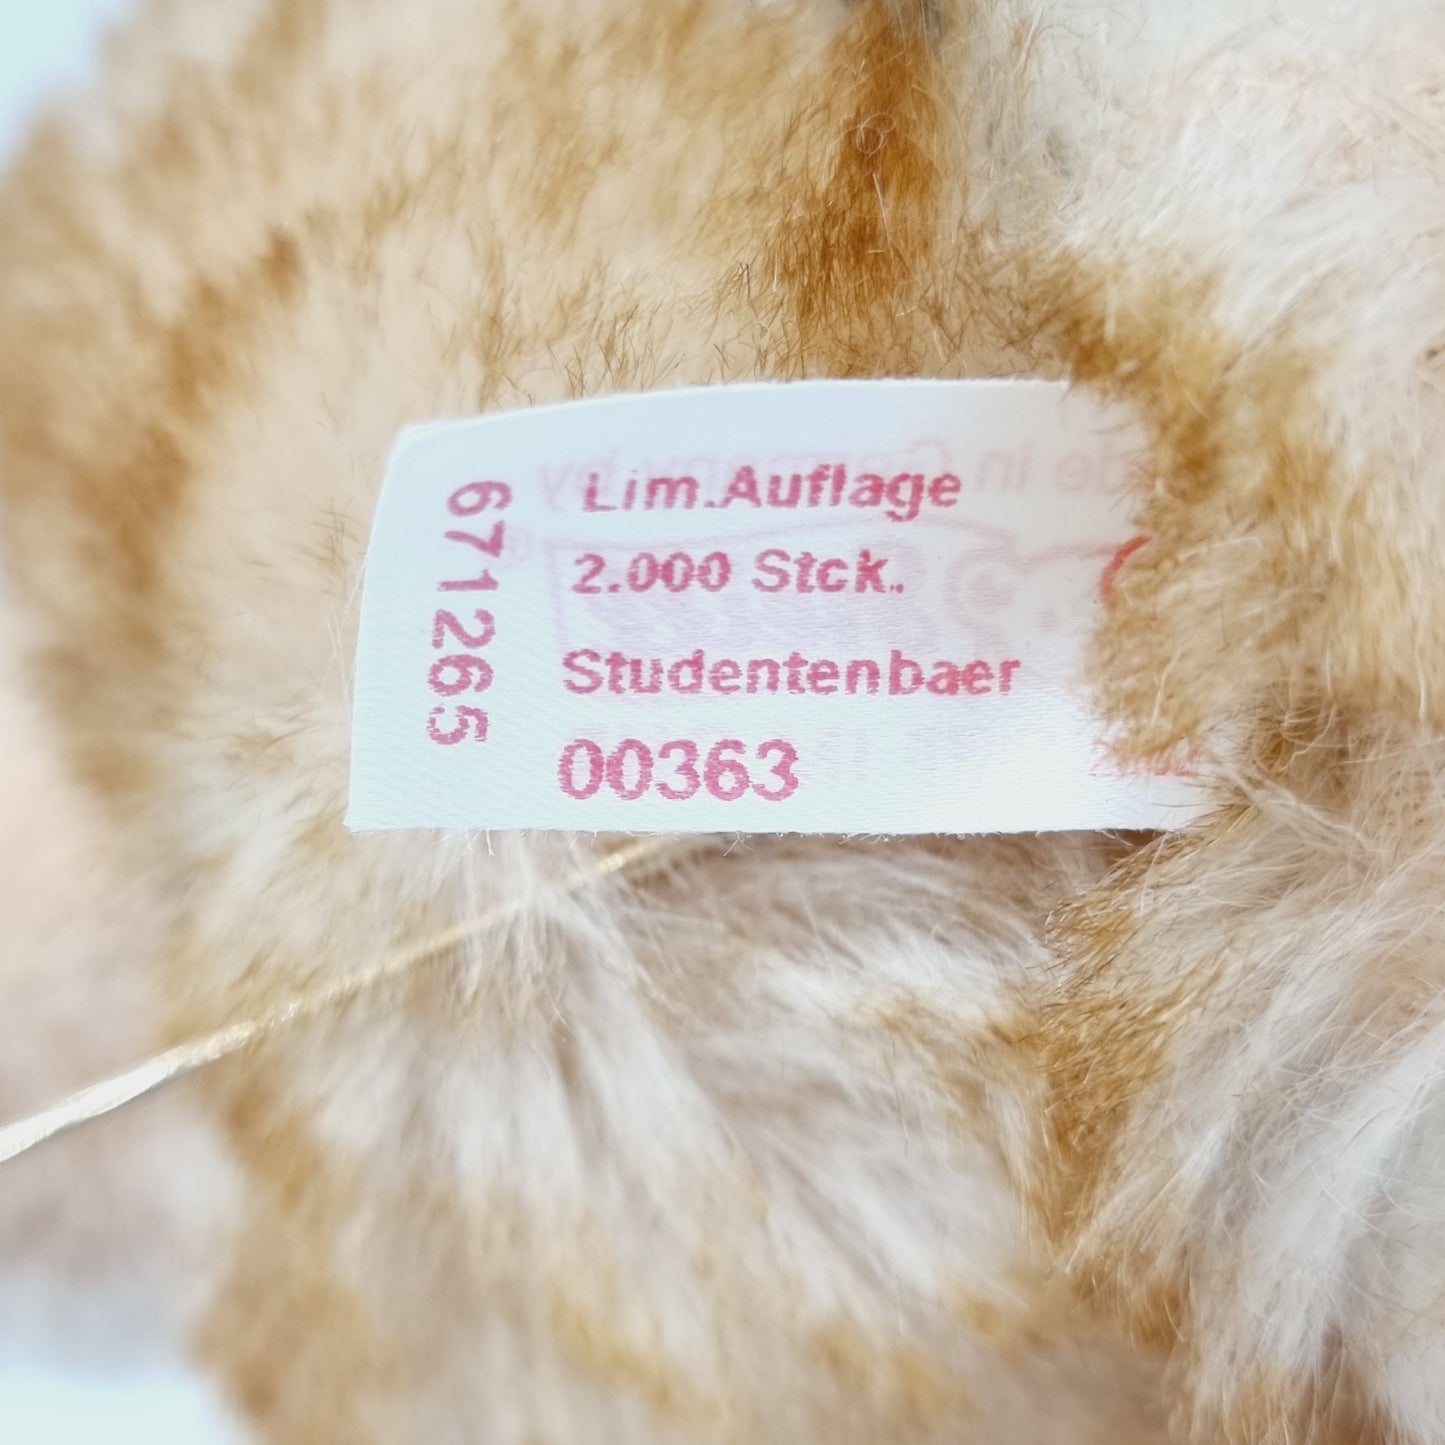 671265
Lim.Auflage
2.000 Stck.
Studentenbaer
00363